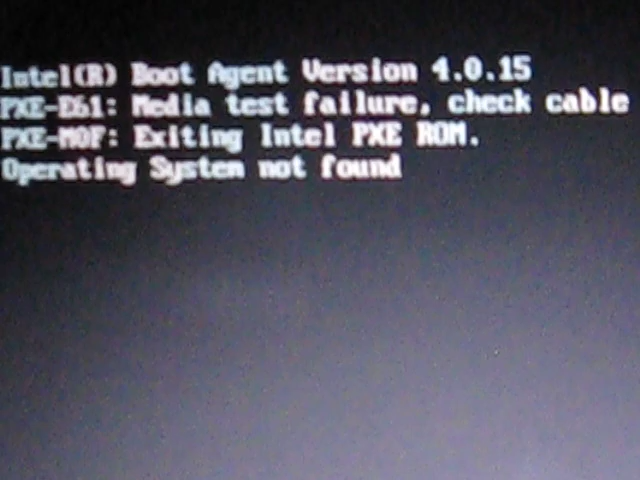 Intel(R) Boot Agent Version 4.0.15
PXE-E61: Media test failure, check cable
PXE-M0F: Exiting Intel PXE ROM.
Operating System not found